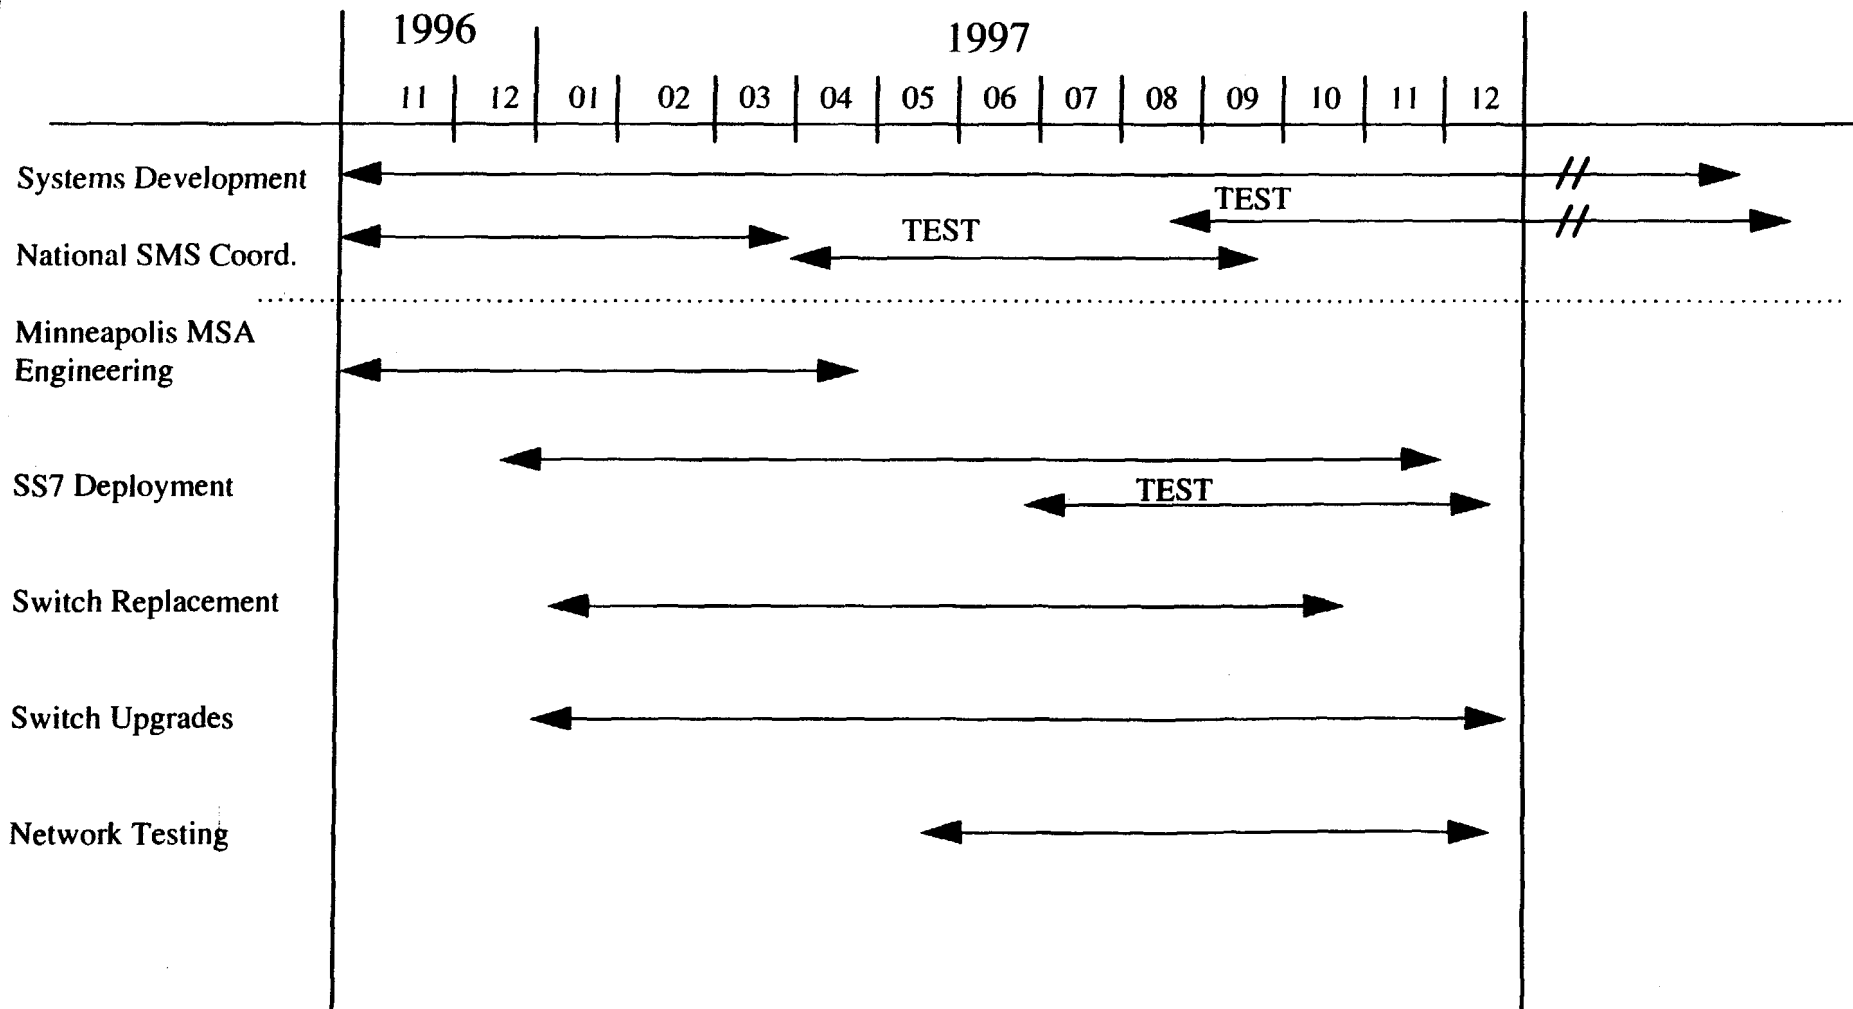 1996
1997
11 12 01 02 03 04 05 06 07 08 09 10 11 12
Systems Development
TEST
TEST
National SMS Coord.
Minneapolis MSA
Engineering
SS7 Deployment
TEST
Switch Replacement
Switch Upgrades
Network Testing